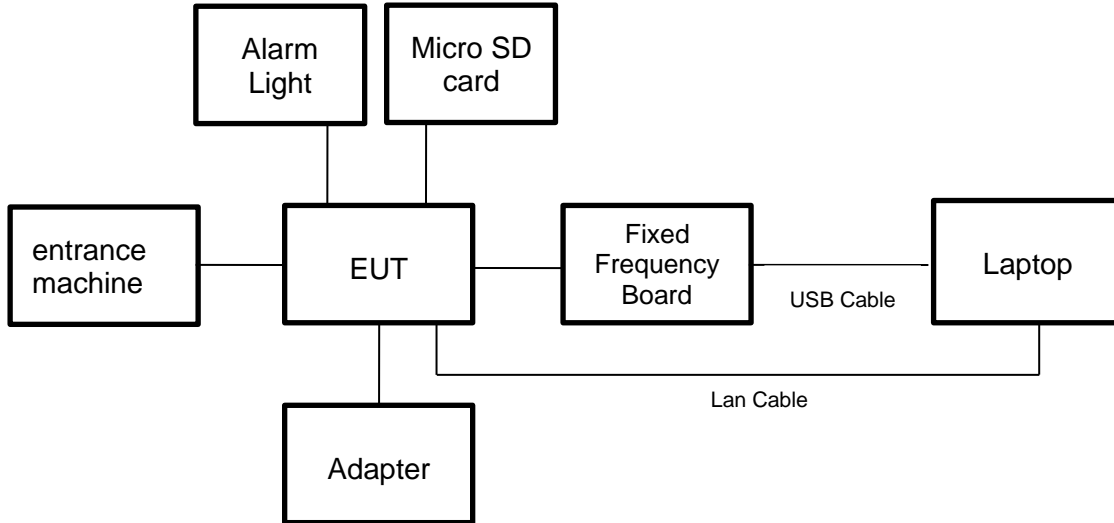 Alarm
Light
Micro SD
card
entrance
machine
EUT
Fixed
Frequency
Board
USB Cable
Laptop
Lan Cable
Adapter